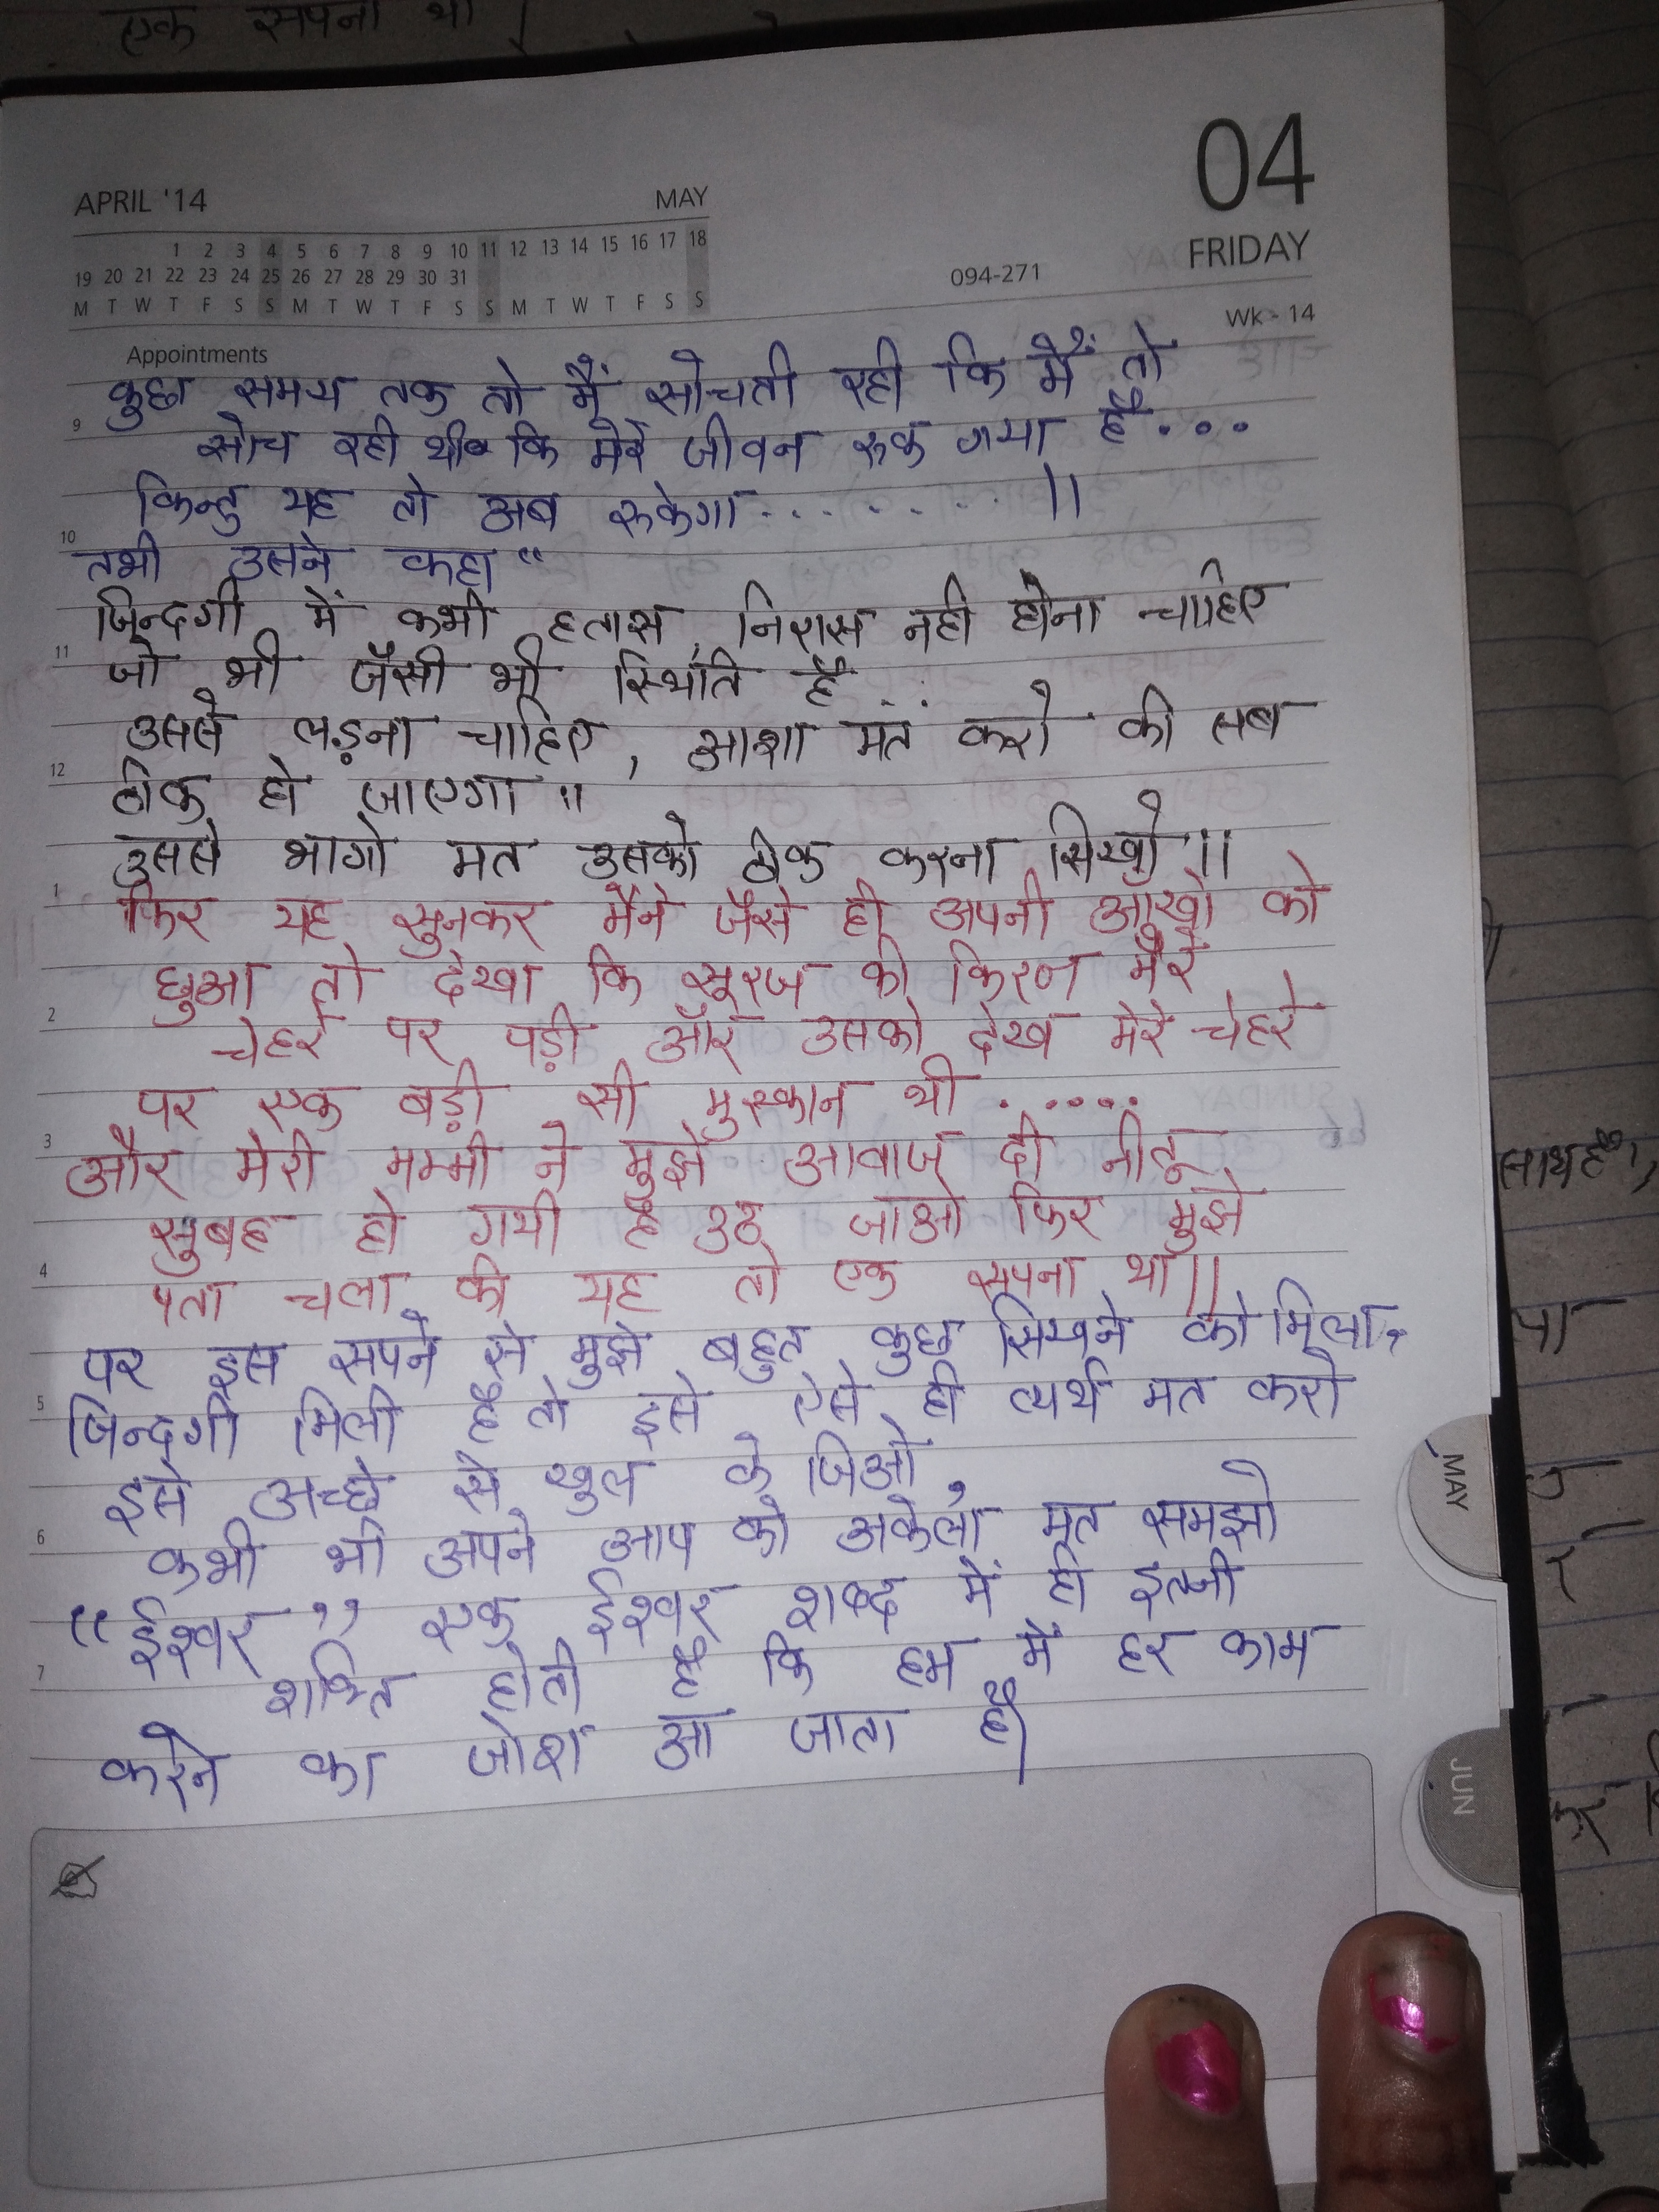 एक सपना था।
04
APRIL '14 MAY
FRIDAY
1 2 3 4 5 6 7 8 9 10 11 12 13 14 15 16 17 18
19 20 21 22 23 24 25 26 27 28 29 30 31
M T W T F S S M T W T F S S M T W T F S S
094-271
Wk - 14
Appointments
कुछ समय तक तो मैं सोचती रही कि मैं तो
9 सोच रही थी कि मेरे जीवन रुक गया है...
किन्तु यह तो अब रुकेगा......... ॥
10 तभी उसने कहा "
जिन्दगी में कभी हतास, निरास नही होना चाहिए
11 जो भी जैसी भी स्थिति है...
उससे लड़ना चाहिए, आशा मत करो की सब
12 ठीक हो जाएगा ॥
उससे भागो मत उसको ठीक करना सिखो ॥
1 फिर यह सुनकर मैने जैसे ही अपनी आँखो को
छुआ तो देखा कि सूरज की किरण मेरे
2 चेहरे पर पड़ी और उसको देख मेरे चेहरे
पर एक बड़ी सी मुस्कान थी ......
3 और मेरी मम्मी ने मुझे आवाज दी नीतू
सुबह हो गयी है उठ जाओ फिर मुझे
4 पता चला की यह तो एक सपना था ॥
पर इस सपने से मुझे बहुत कुछ सिखने को मिला,
5 जिन्दगी मिली है तो इसे ऐसे ही व्यर्थ मत करो
इसे अच्छे से खुल के जिओ,
6 कभी भी अपने आप को अकेला मत समझो
"ईश्वर" एक ईश्वर शब्द में ही इतनी
7 शक्ति होती है कि हम में हर काम
करने का जोश आ जाता है।
MAY
JUN
साथ है",